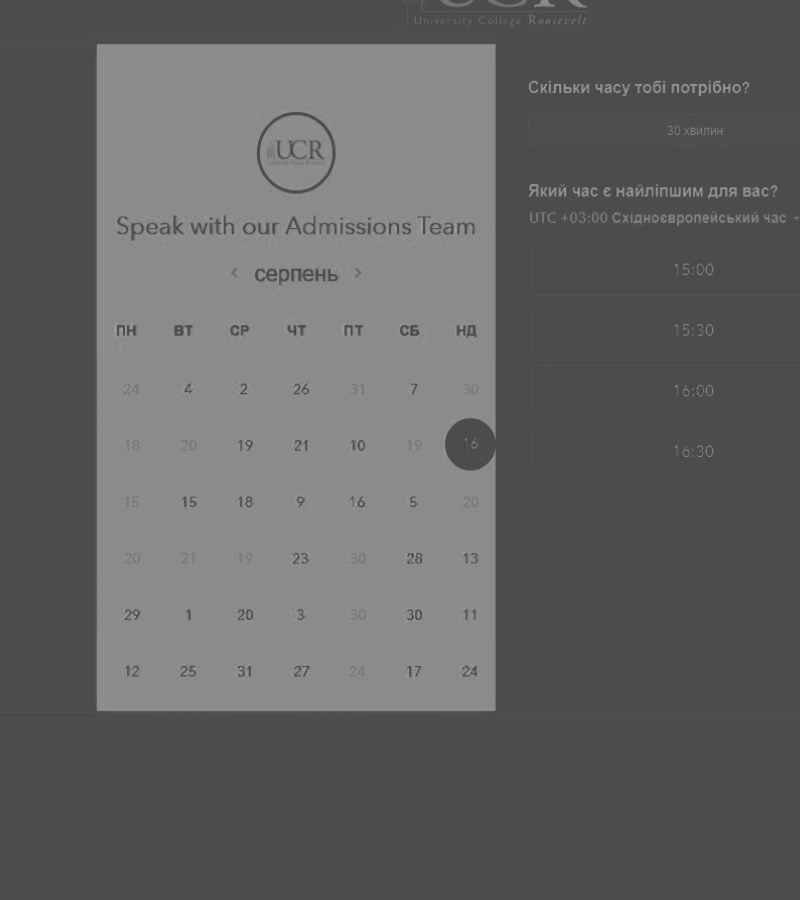 UCR
University College Roosevelt
UCR
Speak with our Admissions Team
серпень
ПН ВТ СР ЧТ ПТ СБ НД
24 4 2 26 31 7 30
18 20 19 21 10 19 16
15 15 18 9 16 5 20
20 21 19 23 30 28 13
29 1 20 3 30 30 11
12 25 31 27 24 17 24
Скільки часу тобі потрібно?
30 хвилин
Який час є найліпшим для вас?
UTC +03:00 Східноєвропейський час
15:00
15:30
16:00
16:30